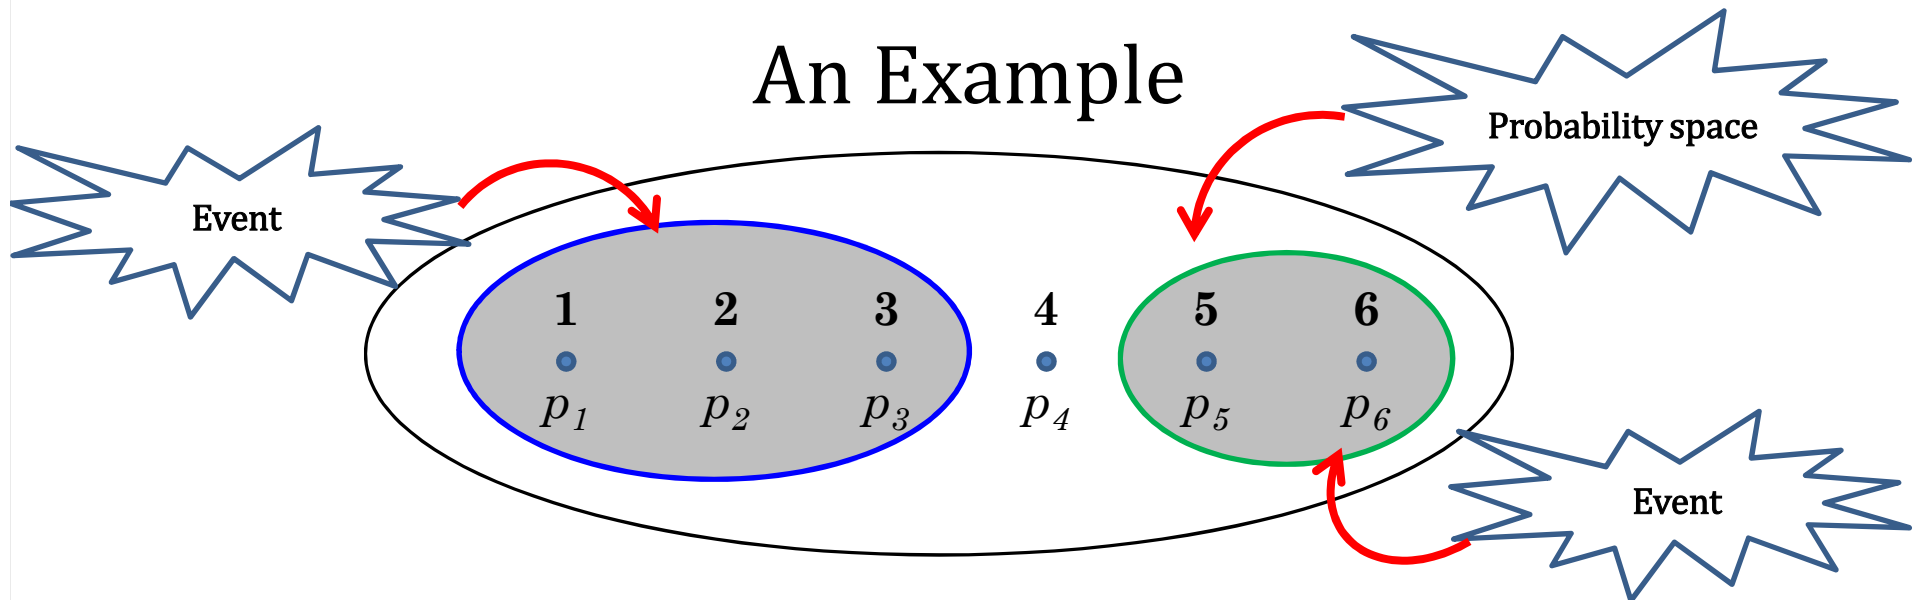 An Example
Probability space
Event
1 2 3 4 5 6
p₁ p₂ p₃ p₄ p₅ p₆
Event